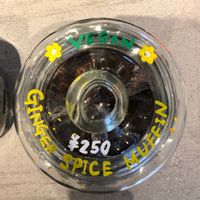 VEGAN
¥250
GINGER SPICE MUFFIN